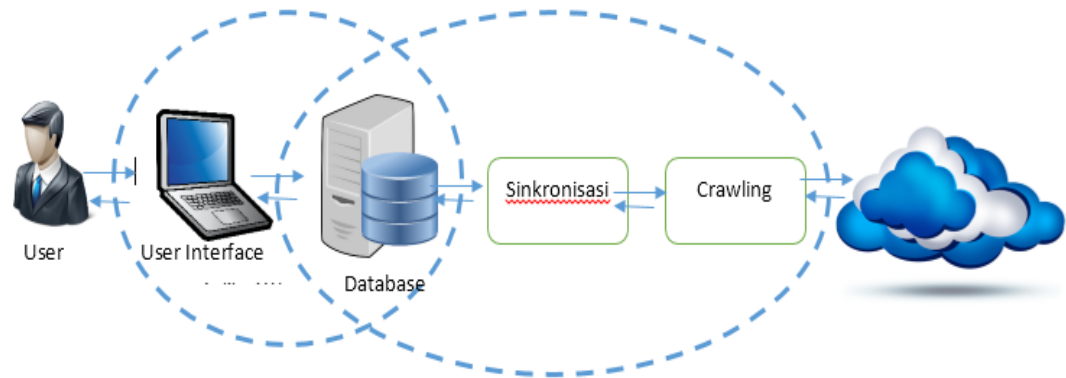 User
User Interface
Database
Sinkronisasi
Crawling